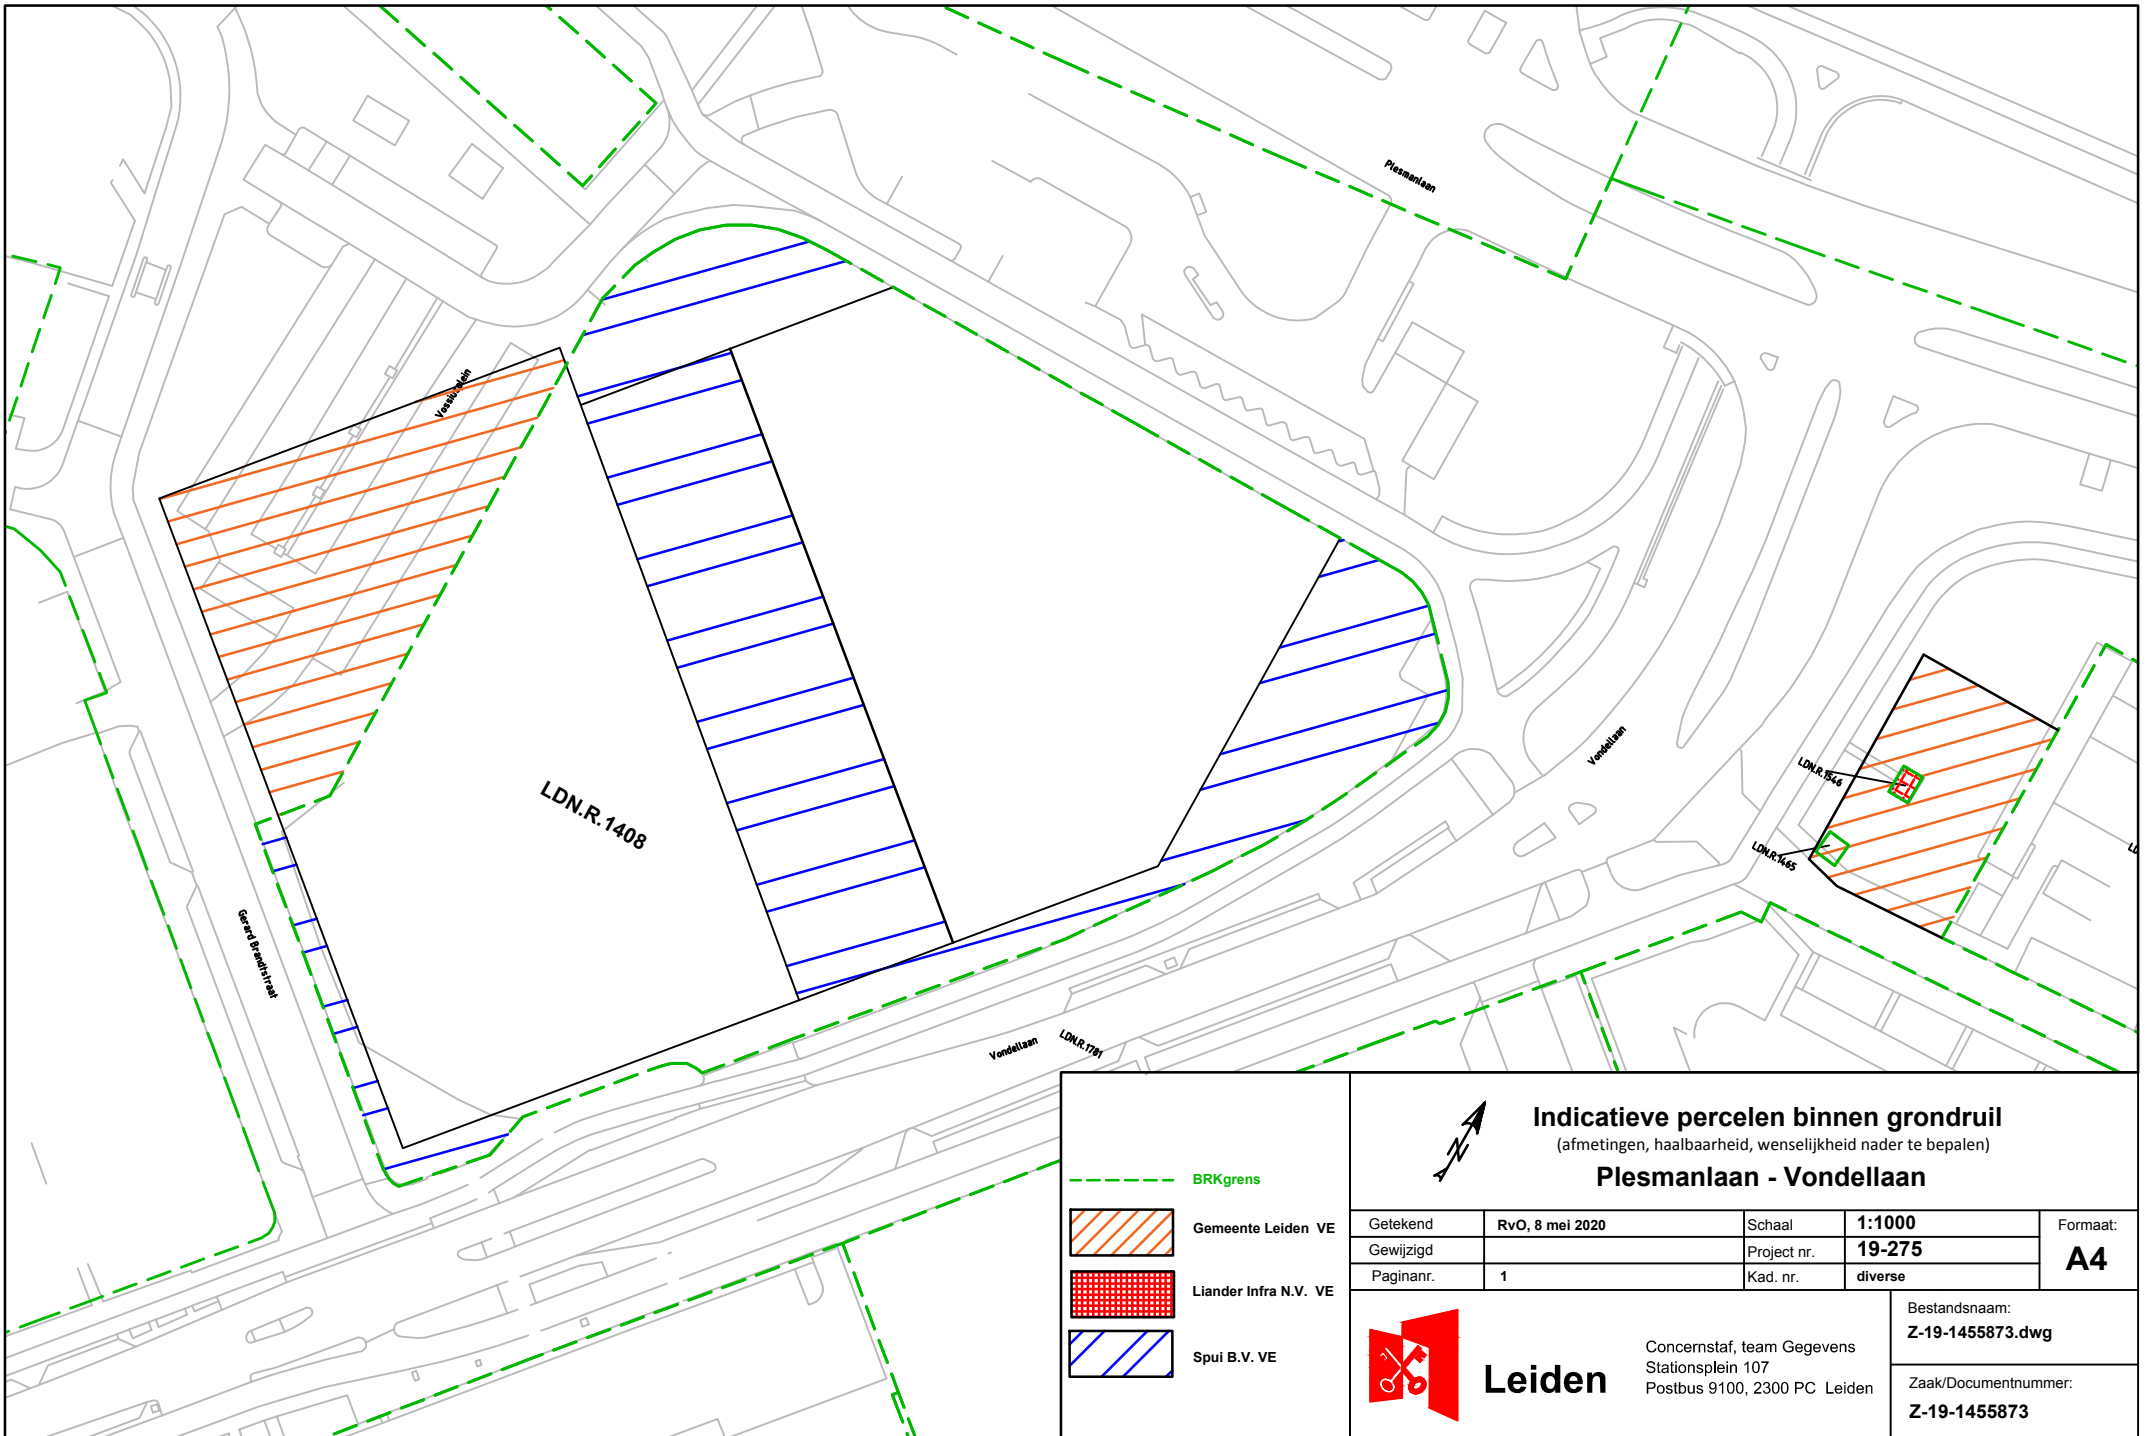 Plesmanlaan
Vossiusplein
LDN.R.1408
Gerard Brandtstraat
Vondellaan
LDN.R.1546
LDN.R.1465
Vondellaan
LDN.R.1781
BRKgrens
Gemeente Leiden VE
Liander Infra N.V. VE
Spui B.V. VE
N
Indicatieve percelen binnen grondruil
(afmetingen, haalbaarheid, wenselijkheid nader te bepalen)
Plesmanlaan - Vondellaan
Getekend RvO, 8 mei 2020 Schaal 1:1000 Formaat:
Gewijzigd Project nr. 19-275 A4
Paginanr. 1 Kad. nr. diverse
Leiden
Concernstaf, team Gegevens
Stationsplein 107
Postbus 9100, 2300 PC Leiden
Bestandsnaam:
Z-19-1455873.dwg
Zaak/Documentnummer:
Z-19-1455873